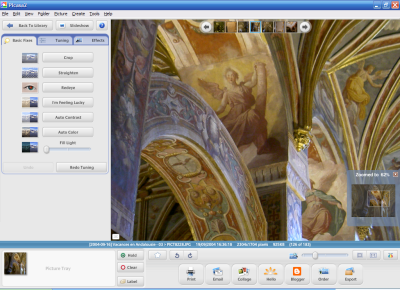 Picasa2
File Edit View Folder Picture Create Tools Help
Back To Library
Slideshow
Basic Fixes
Tuning
Effects
Crop
Straighten
Redeye
I'm Feeling Lucky
Auto Contrast
Auto Color
Fill Light
Undo
Redo Tuning
Zoomed to: 62%
Picture Tray
Hold
Clear
Label
Print
Email
Collage
Hello
Blogger
Order
Export